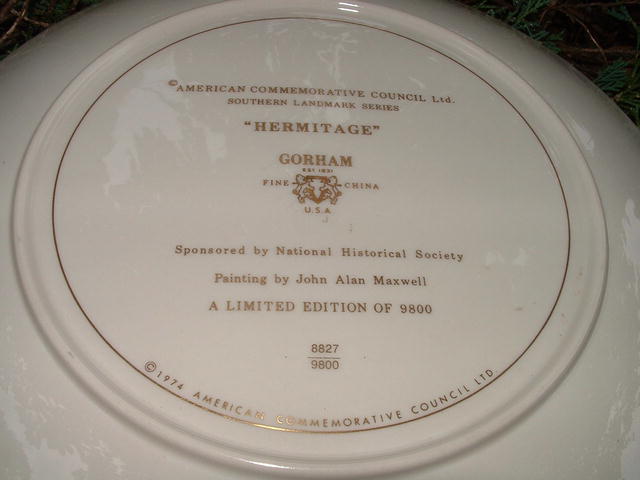 ©AMERICAN COMMEMORATIVE COUNCIL Ltd.
SOUTHERN LANDMARK SERIES
"HERMITAGE"
GORHAM
EST. 1831
FINE CHINA
U.S.A.
Sponsored by National Historical Society
Painting by John Alan Maxwell
A LIMITED EDITION OF 9800
8827
9800
©1974 AMERICAN COMMEMORATIVE COUNCIL LTD.